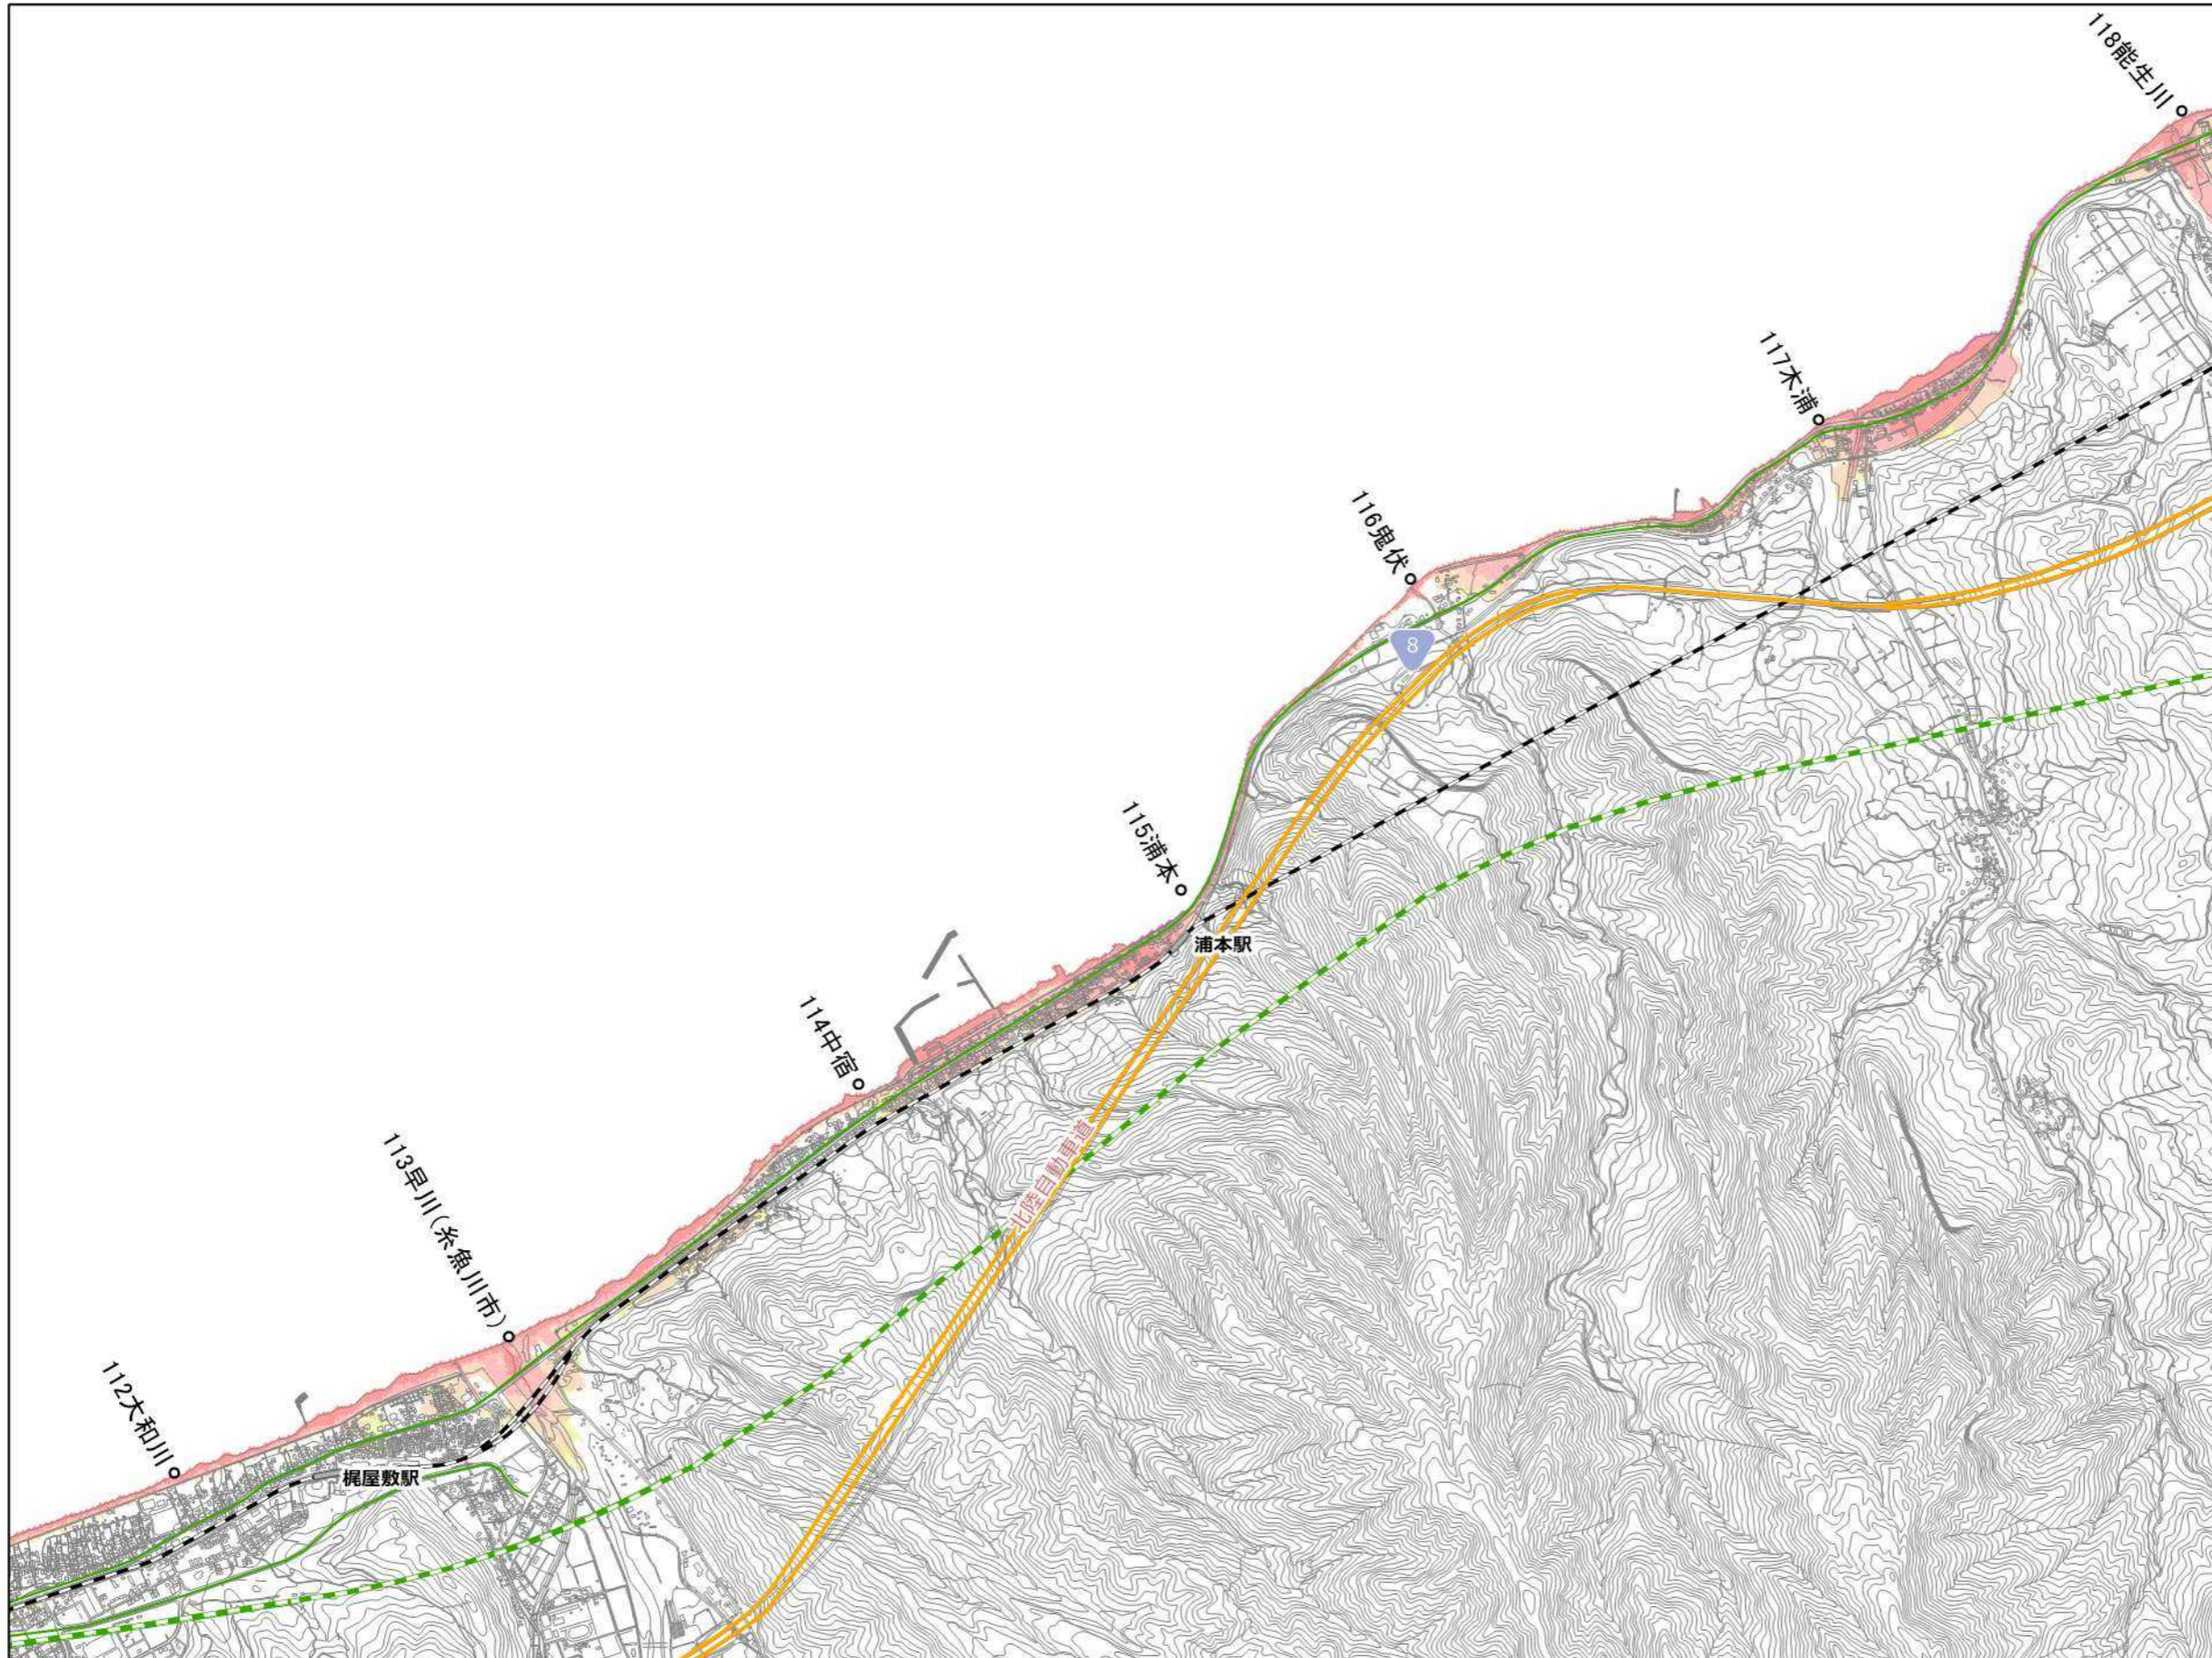 118能生川
117木浦
116鬼伏
8
115浦本
浦本駅
114中宿
北陸自動車道
113早川(糸魚川市)
112大和川
梶屋敷駅